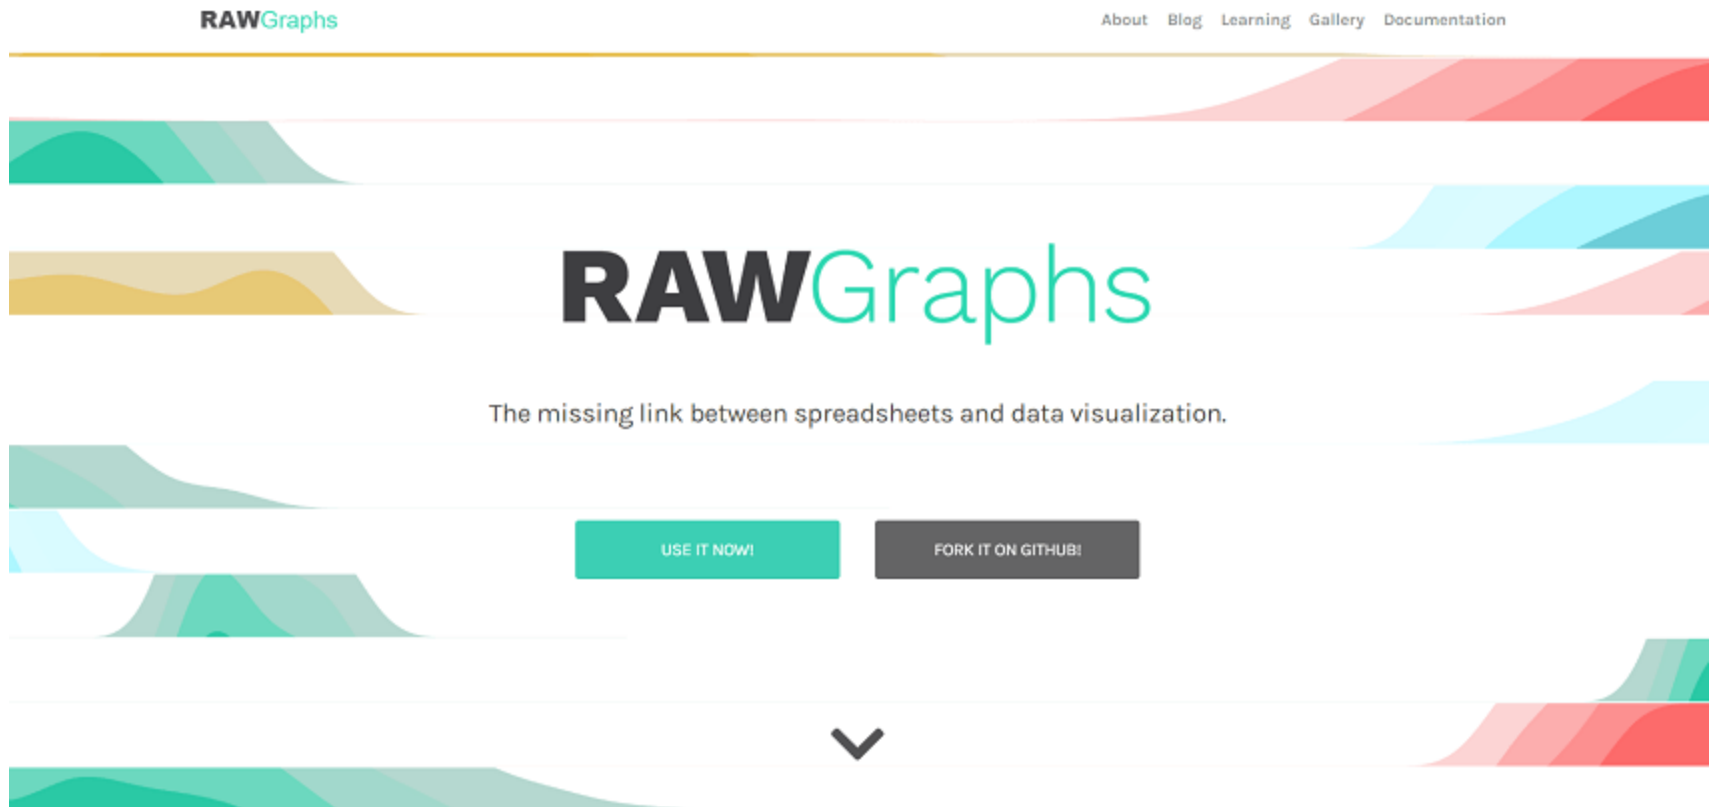 RAWGraphs
About Blog Learning Gallery Documentation
RAWGraphs
The missing link between spreadsheets and data visualization.
USE IT NOW!
FORK IT ON GITHUB!